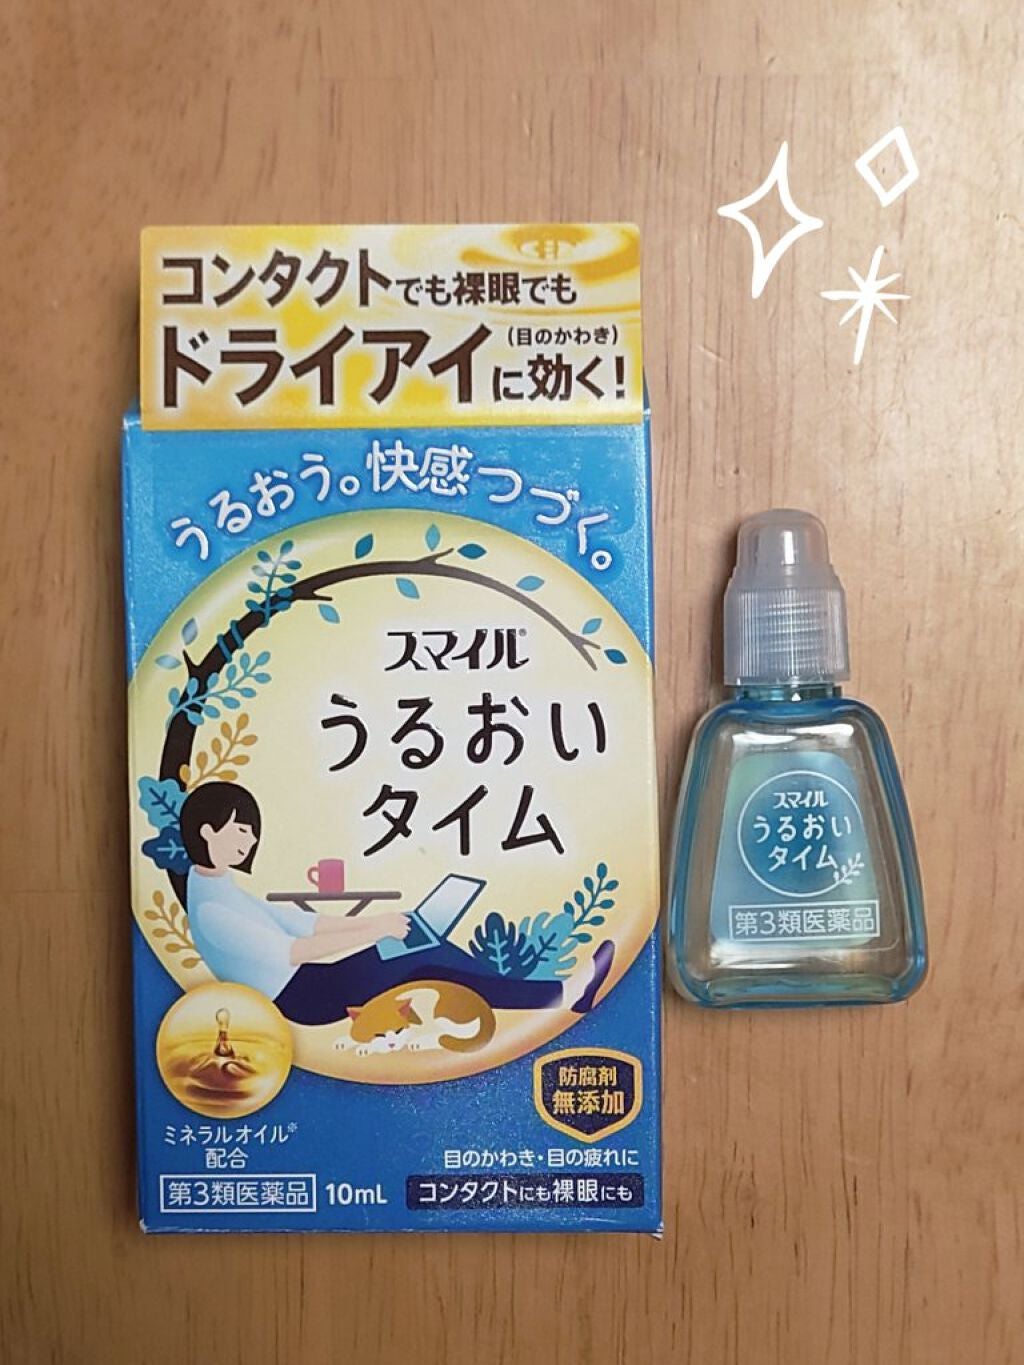 コンタクトでも裸眼でも
ドライアイ(目のかわき)に効く!
うるおう。快感つづく。
スマイル®
うるおい
タイム
防腐剤
無添加
ミネラルオイル※
配合
目のかわき・目の疲れに
第3類医薬品 10mL コンタクトにも裸眼にも
スマイル
うるおい
タイム
第3類医薬品